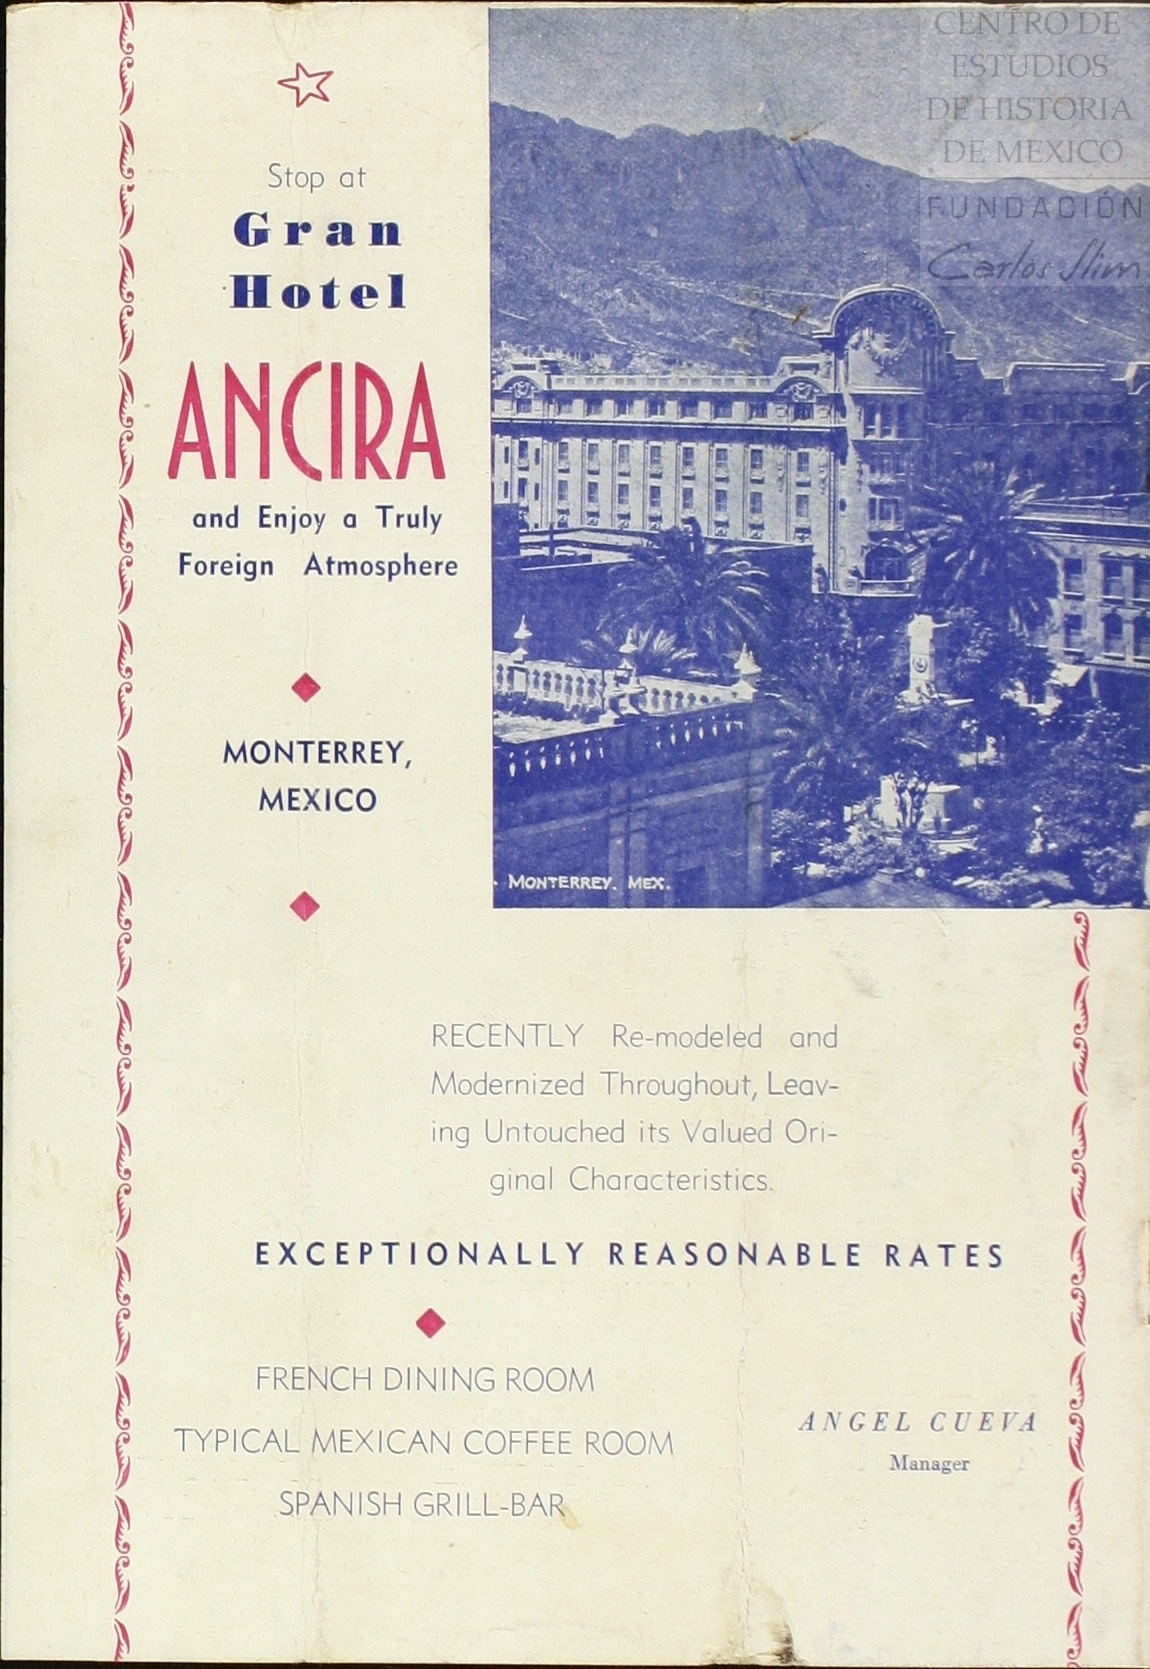 CENTRO DE
ESTUDIOS
DE HISTORIA
DE MEXICO
FUNDACIÓN
Carlos Slim
Stop at
Gran
Hotel
ANCIRA
and Enjoy a Truly
Foreign Atmosphere
MONTERREY,
MEXICO
MONTERREY. MEX.
RECENTLY Re-modeled and
Modernized Throughout, Leav-
ing Untouched its Valued Ori-
ginal Characteristics.
EXCEPTIONALLY REASONABLE RATES
FRENCH DINING ROOM
TYPICAL MEXICAN COFFEE ROOM
SPANISH GRILL-BAR
ANGEL CUEVA
Manager